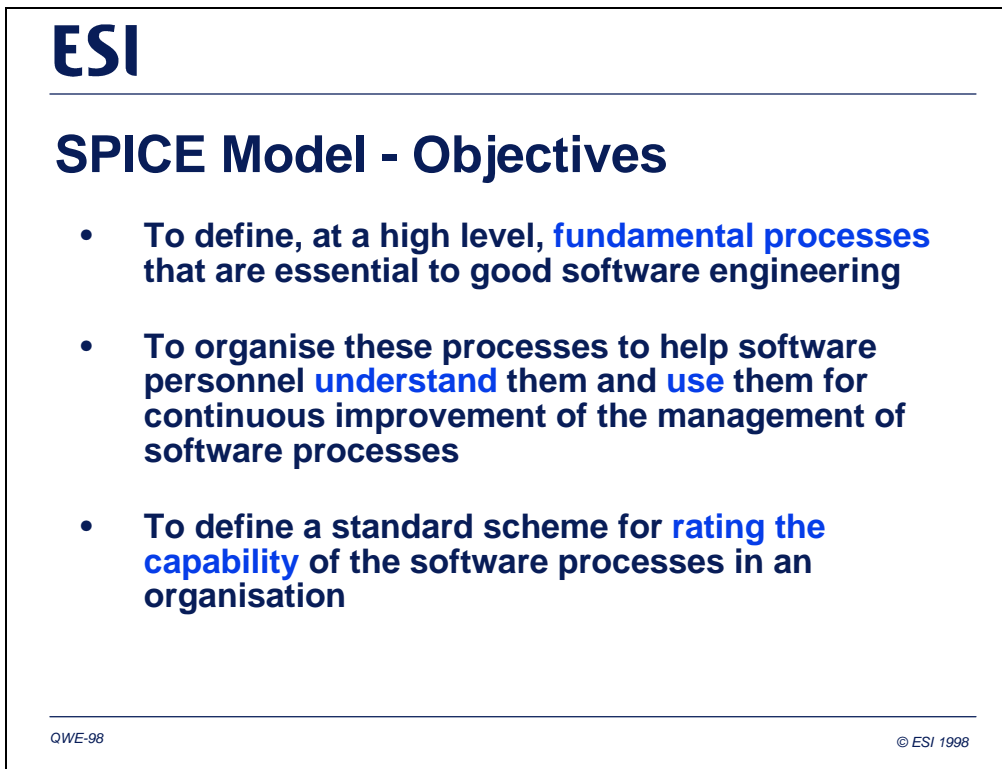 ESI
SPICE Model - Objectives
• To define, at a high level, fundamental processes
that are essential to good software engineering
• To organise these processes to help software
personnel understand them and use them for
continuous improvement of the management of
software processes
• To define a standard scheme for rating the
capability of the software processes in an
organisation
QWE-98
© ESI 1998